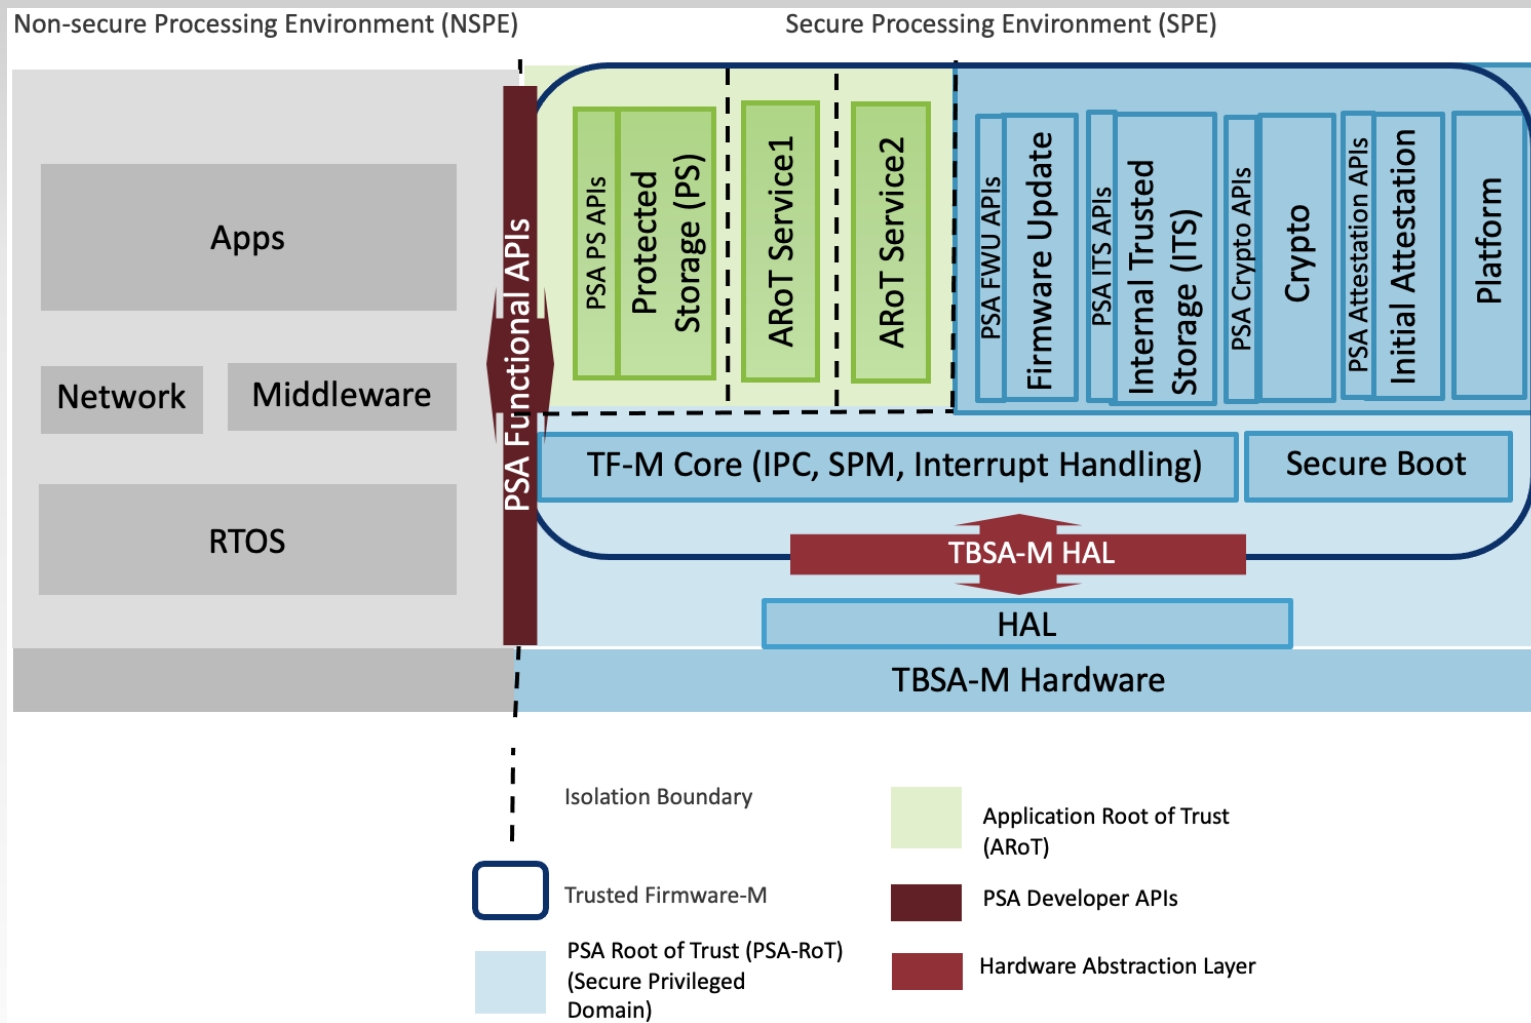 Non-secure Processing Environment (NSPE)
Secure Processing Environment (SPE)
Apps
Network
Middleware
RTOS
PSA Functional APIs
PSA PS APIs
Protected
Storage (PS)
ARoT Service1
ARoT Service2
PSA FWU APIs
Firmware Update
PSA ITS APIs
Internal Trusted
Storage (ITS)
PSA Crypto APIs
Crypto
PSA Attestation APIs
Initial Attestation
Platform
TF-M Core (IPC, SPM, Interrupt Handling)
Secure Boot
TBSA-M HAL
HAL
TBSA-M Hardware
Isolation Boundary
Trusted Firmware-M
PSA Root of Trust (PSA-RoT)
(Secure Privileged
Domain)
Application Root of Trust
(ARoT)
PSA Developer APIs
Hardware Abstraction Layer